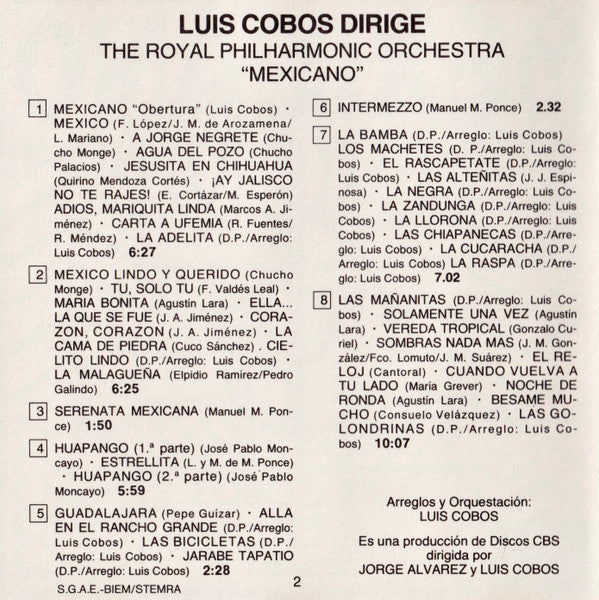 LUIS COBOS DIRIGE
THE ROYAL PHILHARMONIC ORCHESTRA
“MEXICANO”
1 MEXICANO “Obertura” (Luis Cobos) ·
MEXICO (F. López/J. M. de Arozamena/
L. Mariano) · A JORGE NEGRETE (Chu-
cho Monge) · AGUA DEL POZO (Chucho
Palacios) · JESUSITA EN CHIHUAHUA
(Quirino Mendoza Cortés) · ¡AY JALISCO
NO TE RAJES! (E. Cortázar/M. Esperón)
ADIOS, MARIQUITA LINDA (Marcos A. Ji-
ménez) · CARTA A UFEMIA (R. Fuentes/
R. Méndez) · LA ADELITA (D.P./Arreglo:
Luis Cobos) 6:27
2 MEXICO LINDO Y QUERIDO (Chucho
Monge) · TU, SOLO TU (F. Valdés Leal) ·
MARIA BONITA (Agustin Lara) · ELLA...
LA QUE SE FUE (J. A. Jiménez) · CORA-
ZON, CORAZON (J. A. Jiménez) · LA
CAMA DE PIEDRA (Cuco Sánchez) . CIE-
LITO LINDO (D.P./Arreglo: Luis Cobos) ·
LA MALAGUEÑA (Elpidio Ramírez/Pedro
Galindo) 6:25
3 SERENATA MEXICANA (Manuel M. Pon-
ce) 1:50
4 HUAPANGO (1.ª parte) (José Pablo Mon-
cayo) · ESTRELLITA (L. y M. de M. Ponce)
· HUAPANGO (2.ª parte) (José Pablo
Moncayo) 5:59
5 GUADALAJARA (Pepe Guízar) · ALLA
EN EL RANCHO GRANDE (D.P./Arreglo:
Luis Cobos) · LAS BICICLETAS (D.P./
Arreglo: Luis Cobos) · JARABE TAPATIO
(D.P./Arreglo: Luis Cobos) 2:28
S.G.A.E.-BIEM/STEMRA
2
6 INTERMEZZO (Manuel M. Ponce) 2.32
7 LA BAMBA (D.P./Arreglo: Luis Cobos)
LOS MACHETES (D. P./Arreglo: Luis Co-
bos) · EL RASCAPETATE (D.P./Arreglo:
Luis Cobos) · LAS ALTEÑITAS (J. J. Espi-
nosa) · LA NEGRA (D.P./Arreglo: Luis Co-
bos) · LA ZANDUNGA (D.P./Arreglo: Luis
Cobos) · LA LLORONA (D.P./Arreglo: Luis
Cobos) · LAS CHIAPANECAS (D.P./Arre-
glo: Luis Cobos) · LA CUCARACHA (D.P./
Arreglo: Luis Cobos) LA RASPA (D.P./Arre-
glo: Luis Cobos) 7.02
8 LAS MAÑANITAS (D.P./Arreglo: Luis Co-
bos) · SOLAMENTE UNA VEZ (Agustín
Lara) · VEREDA TROPICAL (Gonzalo Cu-
riel) · SOMBRAS NADA MAS (J. M. Gon-
zález/Fco. Lomuto/J. M. Suárez) · EL RE-
LOJ (Cantoral) · CUANDO VUELVA A
TU LADO (Maria Grever) · NOCHE DE
RONDA (Agustin Lara) · BESAME MU-
CHO (Consuelo Velázquez) · LAS GO-
LONDRINAS (D.P./Arreglo: Luis Cobos)
10:07
Arreglos y Orquestación:
LUIS COBOS
Es una producción de Discos CBS
dirigida por
JORGE ALVAREZ y LUIS COBOS